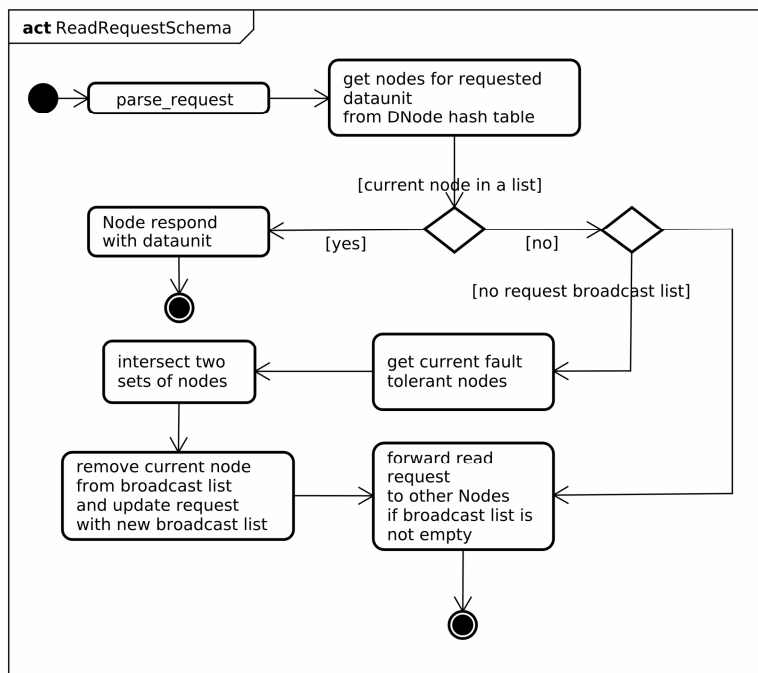 act ReadRequestSchema
parse_request
get nodes for requested
dataunit
from DNode hash table
[current node in a list]
Node respond
with dataunit
[yes]
[no]
[no request broadcast list]
intersect two
sets of nodes
get current fault
tolerant nodes
remove current node
from broadcast list
and update request
with new broadcast list
forward read
request
to other Nodes
if broadcast list is
not empty